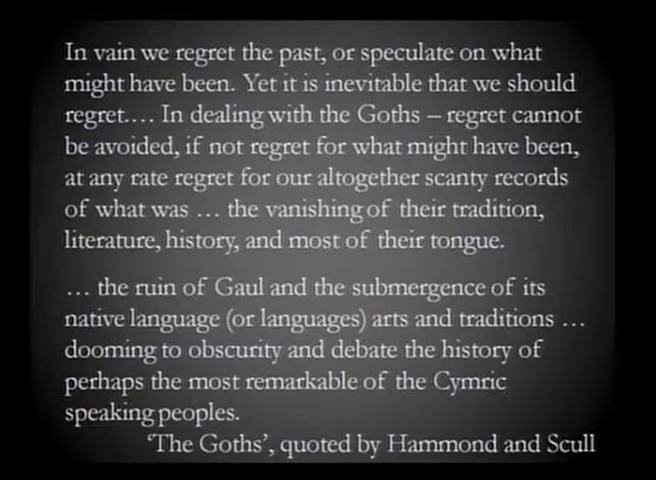 In vain we regret the past, or speculate on what
might have been. Yet it is inevitable that we should
regret.… In dealing with the Goths – regret cannot
be avoided, if not regret for what might have been,
at any rate regret for our altogether scanty records
of what was … the vanishing of their tradition,
literature, history, and most of their tongue.
… the ruin of Gaul and the submergence of its
native language (or languages) arts and traditions …
dooming to obscurity and debate the history of
perhaps the most remarkable of the Cymric
speaking peoples.
‘The Goths’, quoted by Hammond and Scull